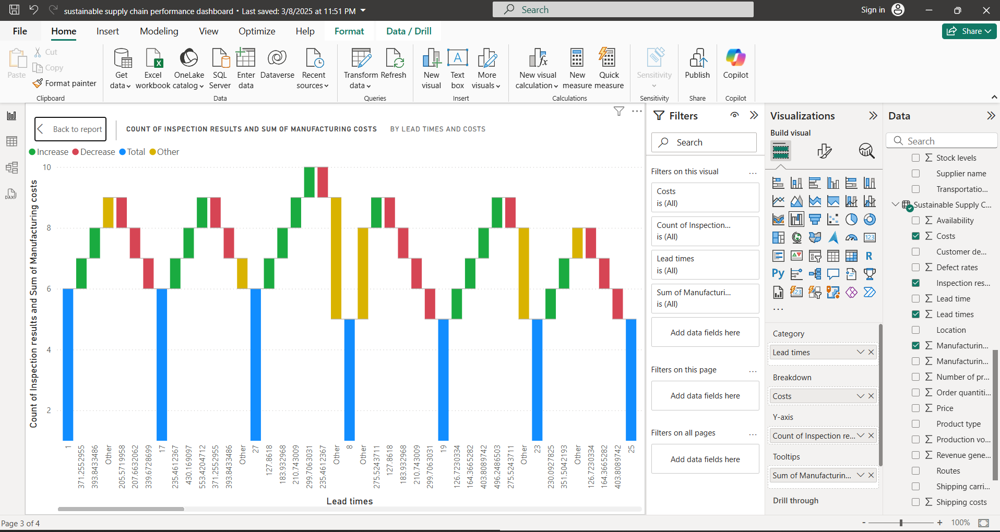 sustainable supply chain performance dashboard • Last saved: 3/8/2025 at 11:51 PM
Search
Sign in
File
Home
Insert
Modeling
View
Optimize
Help
Format
Data / Drill
Share
Paste
Cut
Copy
Format painter
Clipboard
Get data
Excel workbook
OneLake catalog
SQL Server
Enter data
Dataverse
Recent sources
Data
Transform data
Refresh
Queries
New visual
Text box
More visuals
Insert
New visual calculation
New measure
Quick measure
Calculations
Sensitivity
Sensitivity
Publish
Share
Copilot
Copilot
Back to report
COUNT OF INSPECTION RESULTS AND SUM OF MANUFACTURING COSTS
BY LEAD TIMES AND COSTS
Increase
Decrease
Total
Other
Count of Inspection results and Sum of Manufacturing costs
10
8
6
4
2
1
371.2552955
393.8433486
Other
205.5719958
207.6632062
339.6728699
17
235.4612367
430.169097
553.4204712
371.2552955
393.8433486
Other
27
127.8618
183.932968
210.743009
299.7063031
235.4612367
Other
8
Other
275.5243711
127.8618
183.932968
210.743009
299.7063031
19
126.7230334
164.3665282
403.8089742
496.2486503
275.5243711
Other
23
230.0927825
351.5042193
Other
126.7230334
164.3665282
403.8089742
25
Lead times
Filters
Search
Filters on this visual
...
Costs
is (All)
Count of Inspection...
is (All)
Lead times
is (All)
Sum of Manufacturi...
is (All)
Add data fields here
Filters on this page
...
Add data fields here
Filters on all pages
...
Add data fields here
Visualizations
Build visual
123
R
Py
123
...
Category
Lead times
Breakdown
Costs
Y-axis
Count of Inspection re...
Tooltips
Sum of Manufacturin...
Drill through
Data
Search
Stock levels
Supplier name
Transportatio...
Sustainable Supply C...
Availability
Costs
Customer de...
Defect rates
Inspection res...
Lead time
Lead times
Location
Manufacturin...
Manufacturin...
Number of pr...
Order quantiti...
Price
Product type
Production vo...
Revenue gene...
Routes
Shipping carri...
Shipping costs
Page 3 of 4
- + 100%